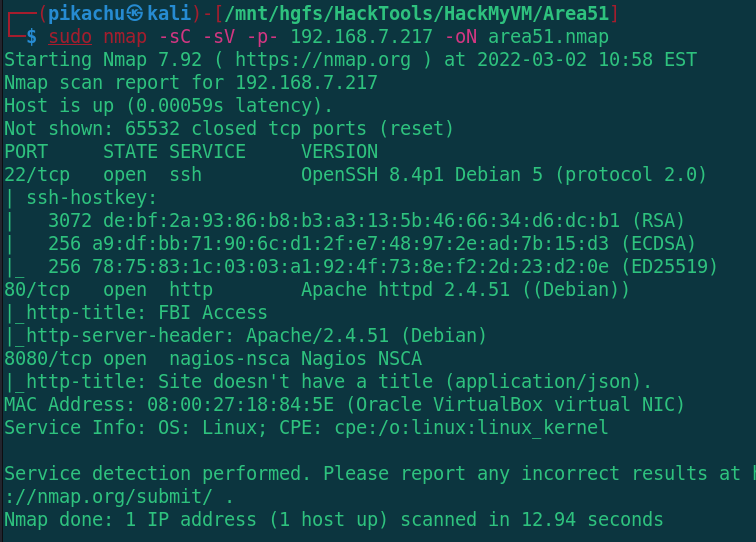 ┌──(pikachu㉿kali)-[/mnt/hgfs/HackTools/HackMyVM/Area51]
└─$ sudo nmap -sC -sV -p- 192.168.7.217 -oN area51.nmap
Starting Nmap 7.92 ( https://nmap.org ) at 2022-03-02 10:58 EST
Nmap scan report for 192.168.7.217
Host is up (0.00059s latency).
Not shown: 65532 closed tcp ports (reset)
PORT     STATE SERVICE     VERSION
22/tcp   open  ssh         OpenSSH 8.4p1 Debian 5 (protocol 2.0)
| ssh-hostkey:
|   3072 de:bf:2a:93:86:b8:b3:a3:13:5b:46:66:34:d6:dc:b1 (RSA)
|   256 a9:df:bb:71:90:6c:d1:2f:e7:48:97:2e:ad:7b:15:d3 (ECDSA)
|_  256 78:75:83:1c:03:03:a1:92:4f:73:8e:f2:2d:23:d2:0e (ED25519)
80/tcp   open  http        Apache httpd 2.4.51 ((Debian))
|_http-title: FBI Access
|_http-server-header: Apache/2.4.51 (Debian)
8080/tcp open  nagios-nsca Nagios NSCA
|_http-title: Site doesn't have a title (application/json).
MAC Address: 08:00:27:18:84:5E (Oracle VirtualBox virtual NIC)
Service Info: OS: Linux; CPE: cpe:/o:linux:linux_kernel

Service detection performed. Please report any incorrect results at h
://nmap.org/submit/ .
Nmap done: 1 IP address (1 host up) scanned in 12.94 seconds